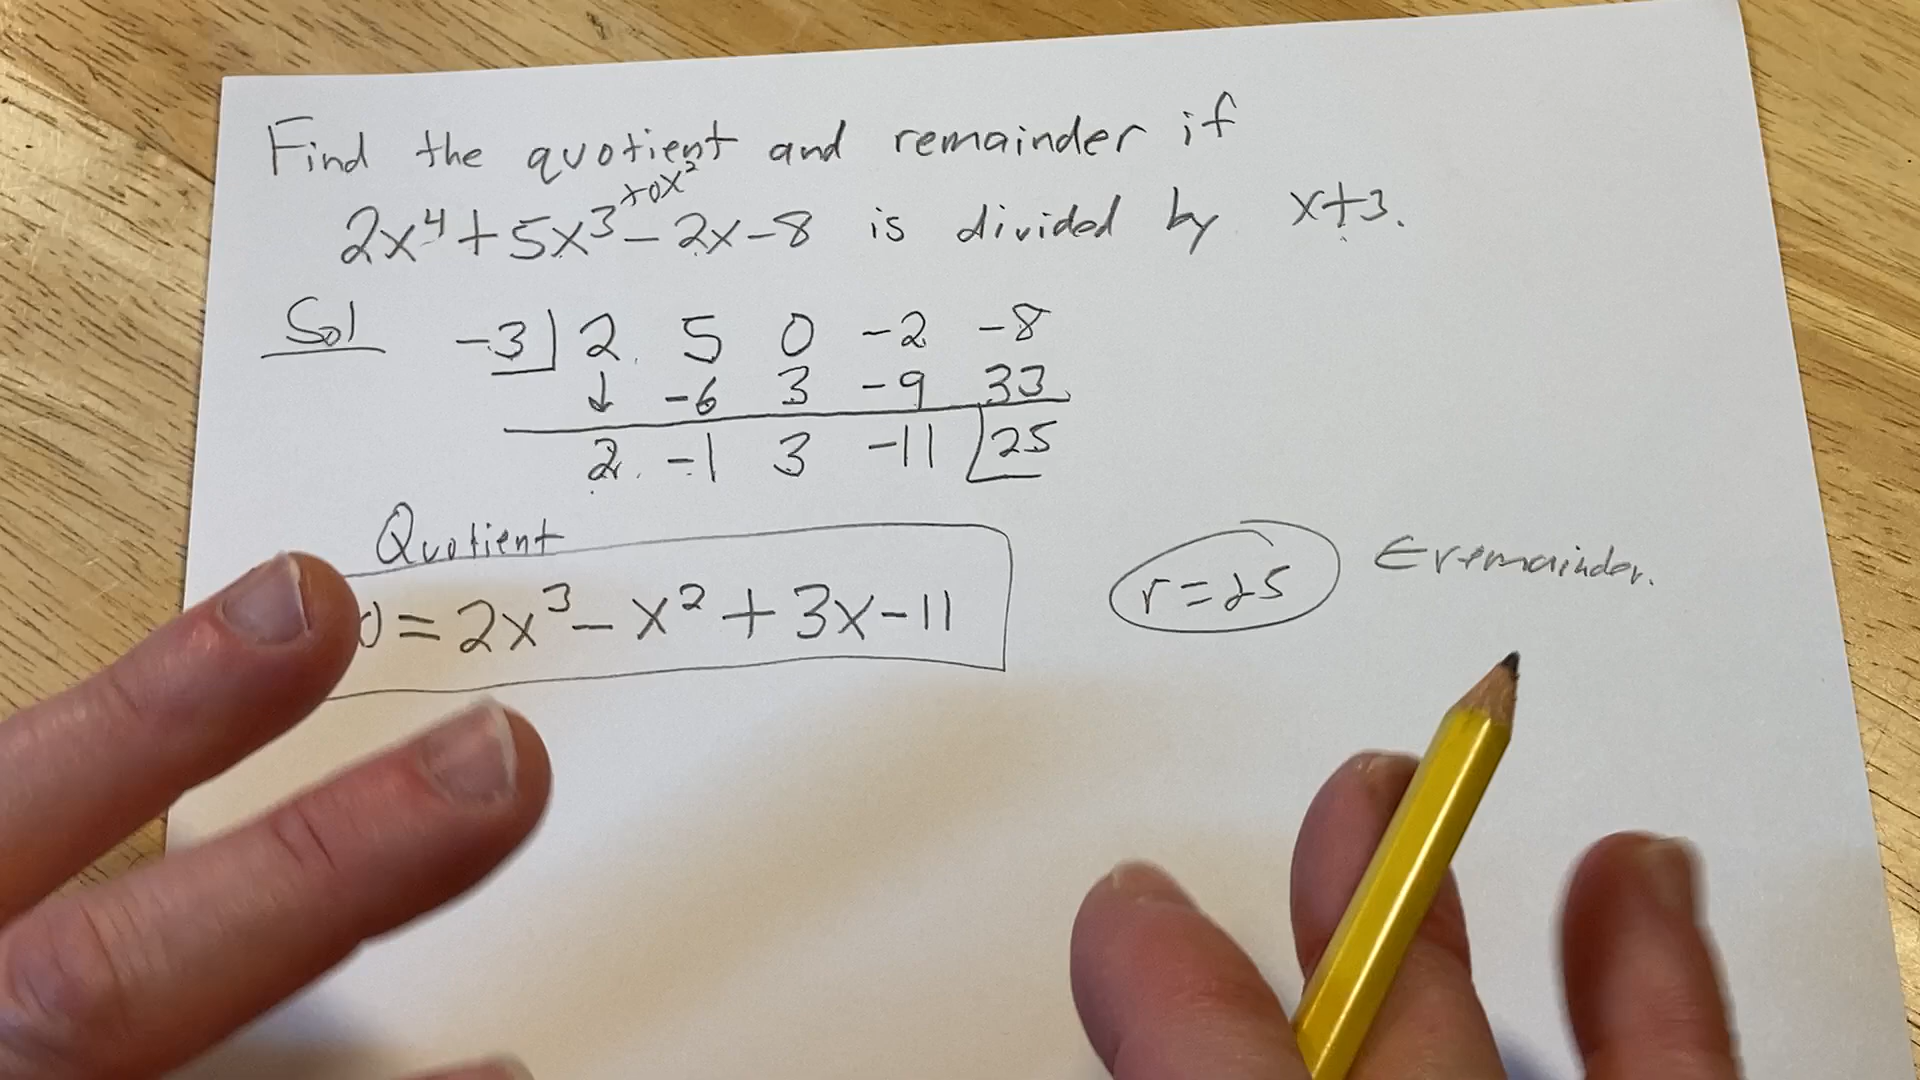 Find the quotient and remainder if
+0x²
2x⁴+5x³-2x-8 is divided by x+3.
Sol -3 2 5 0 -2 -8
↓ -6 3 -9 33
2 -1 3 -11 25
Quotient
= 2x³-x²+3x-11 r=25 ← remainder.